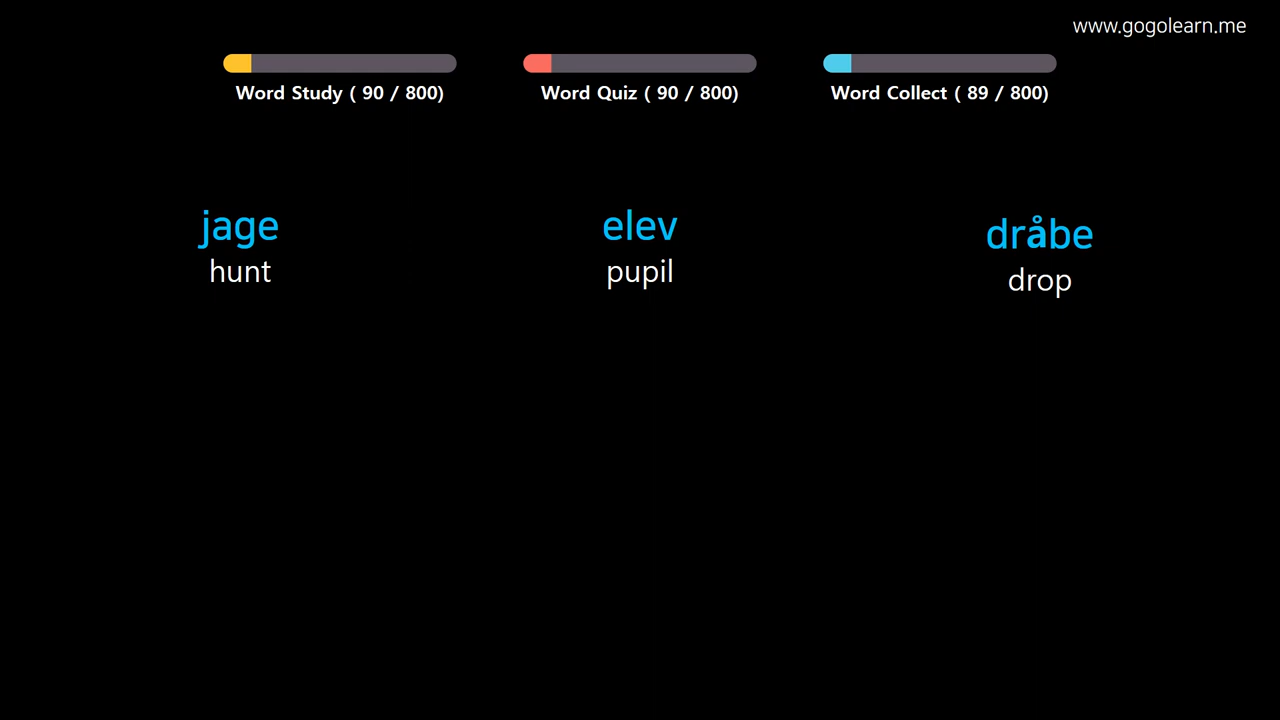 www.gogolearn.me
Word Study ( 90 / 800)
Word Quiz ( 90 / 800)
Word Collect ( 89 / 800)
jage
hunt
elev
pupil
dråbe
drop